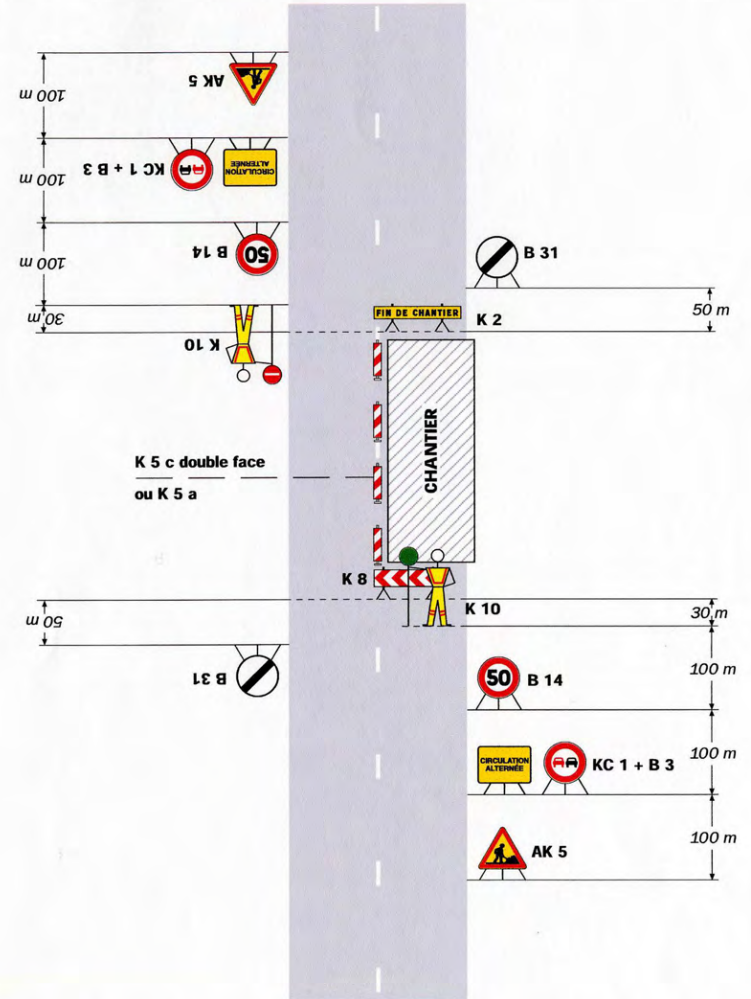 AK 5
100 m
KC 1 + B 3
CIRCULATION
ALTERNÉE
100 m
B 14
50
100 m
B 31
30 m
K 10
FIN DE CHANTIER
K 2
50 m
CHANTIER
K 5 c double face
ou K 5 a
K 8
K 10
30 m
50 m
B 31
50
B 14
100 m
CIRCULATION
ALTERNÉE
KC 1 + B 3
100 m
AK 5
100 m